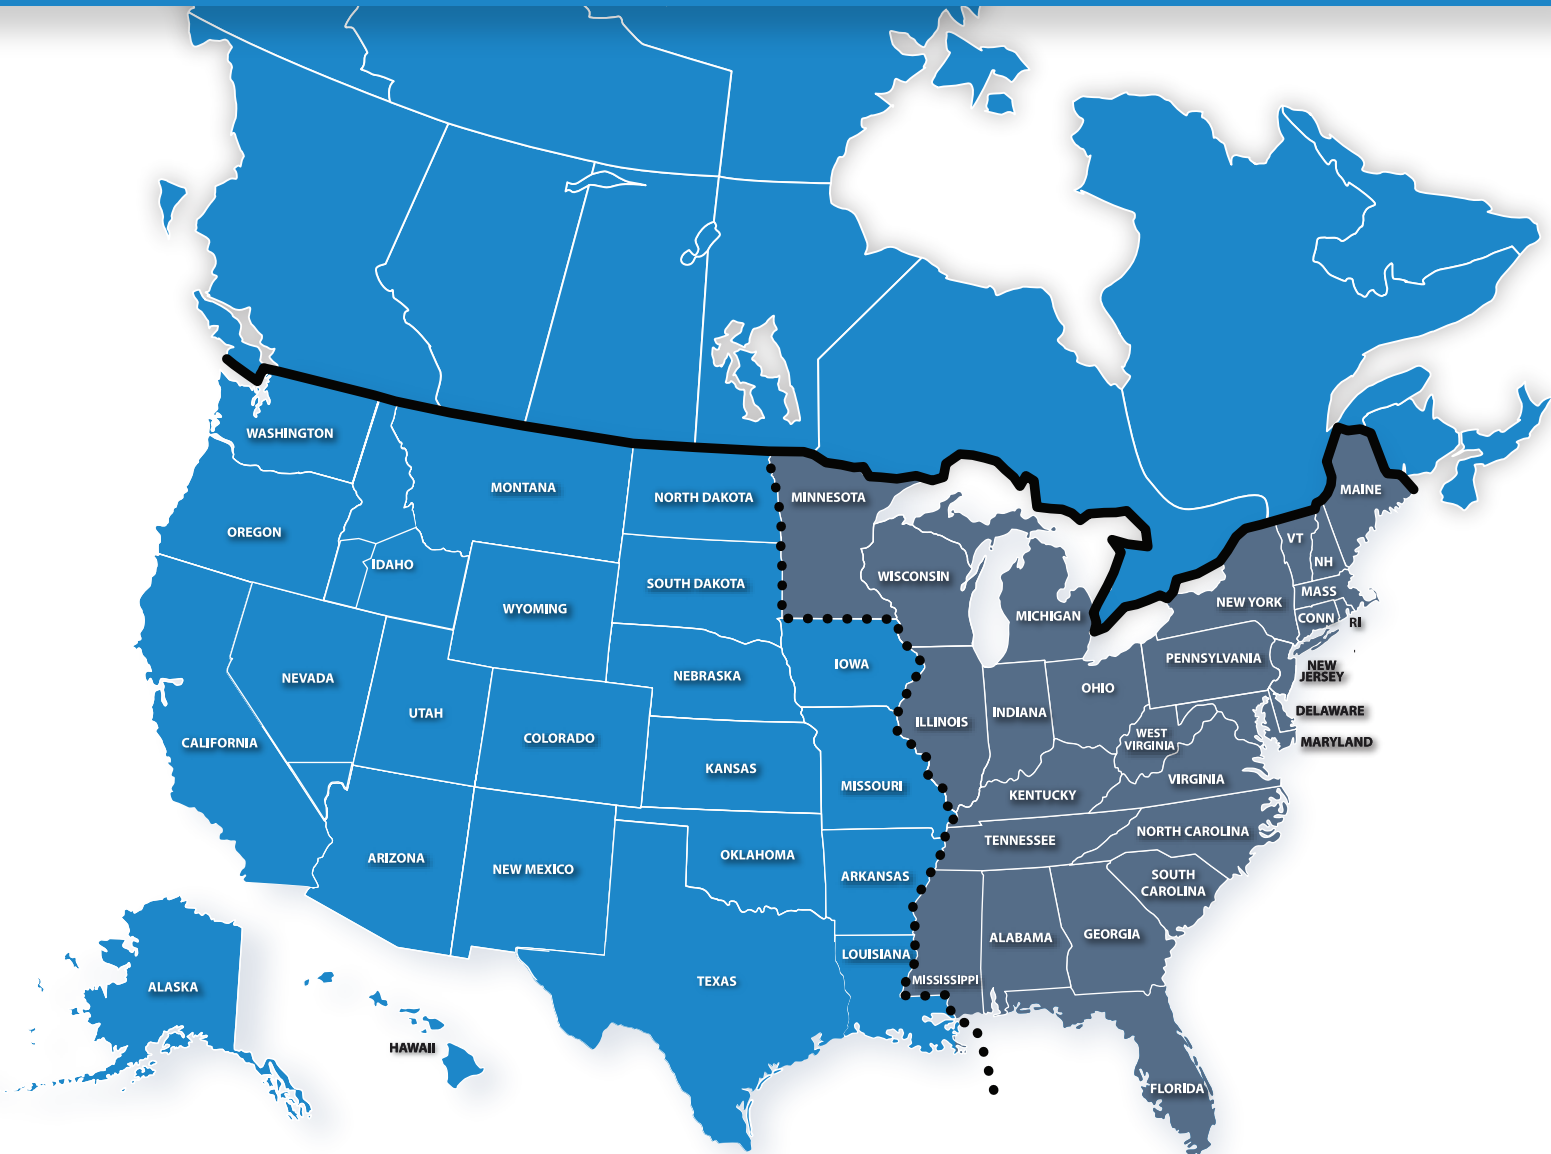 WASHINGTON
MONTANA
NORTH DAKOTA
MINNESOTA
MAINE
OREGON
IDAHO
SOUTH DAKOTA
WISCONSIN
MICHIGAN
VT
NH
MASS
NEW YORK
CONN
RI
WYOMING
NEBRASKA
IOWA
PENNSYLVANIA
NEW
JERSEY
NEVADA
UTAH
COLORADO
ILLINOIS
INDIANA
OHIO
DELAWARE
WEST
VIRGINIA
MARYLAND
CALIFORNIA
KANSAS
MISSOURI
KENTUCKY
VIRGINIA
ARIZONA
NEW MEXICO
OKLAHOMA
ARKANSAS
TENNESSEE
NORTH CAROLINA
SOUTH
CAROLINA
LOUISIANA
MISSISSIPPI
ALABAMA
GEORGIA
ALASKA
HAWAII
TEXAS
FLORIDA